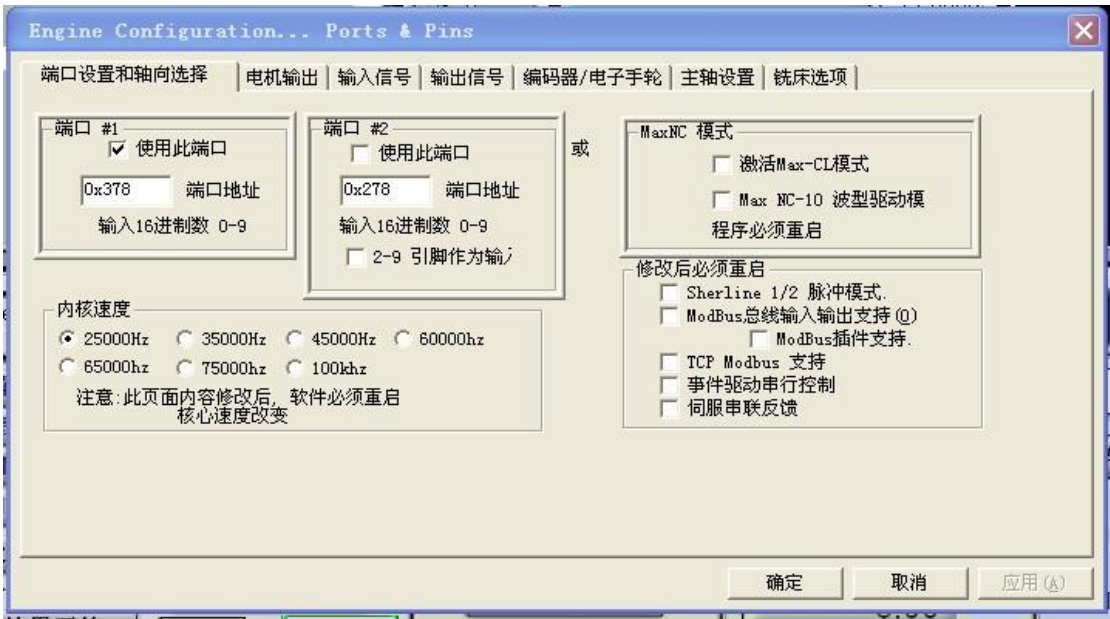 Engine Configuration... Ports & Pins
端口设置和轴向选择 电机输出 输入信号 输出信号 编码器/电子手轮 主轴设置 铣床选项
端口 #1
使用此端口
0x378 端口地址
输入16进制数 0-9
端口 #2
使用此端口
0x278 端口地址
输入16进制数 0-9
2-9 引脚作为输
或
MaxNC 模式
激活Max-CL模式
Max NC-10 波型驱动模
程序必须重启
内核速度
25000Hz 35000Hz 45000Hz 60000hz
65000hz 75000hz 100khz
注意:此页面内容修改后, 软件必须重启
核心速度改变
修改后必须重启
Sherline 1/2 脉冲模式.
ModBus总线输入输出支持(O)
ModBus插件支持.
TCP Modbus 支持
事件驱动串行控制
伺服串联反馈
确定 取消 应用(A)